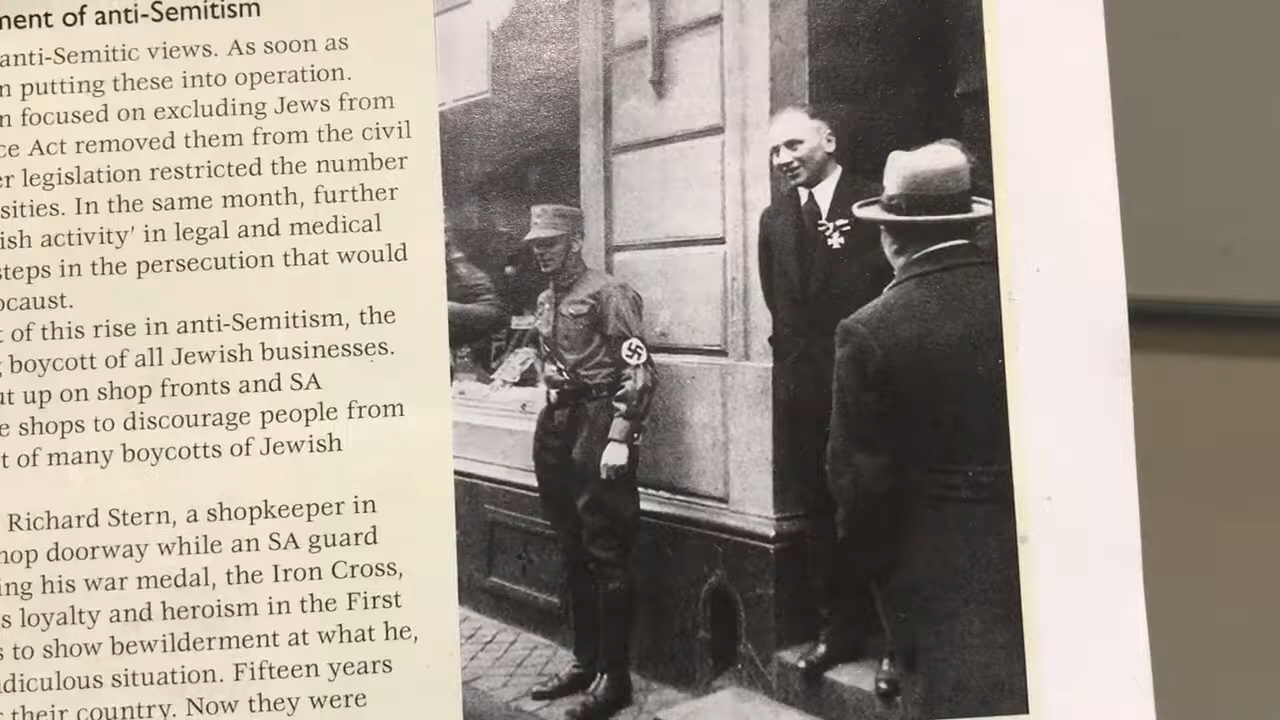 ment of anti-Semitism
anti-Semitic views. As soon as
n putting these into operation.
n focused on excluding Jews from
ce Act removed them from the civil
er legislation restricted the number
sities. In the same month, further
ish activity' in legal and medical
steps in the persecution that would
ocaust.
t of this rise in anti-Semitism, the
g boycott of all Jewish businesses.
ut up on shop fronts and SA
e shops to discourage people from
t of many boycotts of Jewish
Richard Stern, a shopkeeper in
hop doorway while an SA guard
ing his war medal, the Iron Cross,
s loyalty and heroism in the First
s to show bewilderment at what he,
diculous situation. Fifteen years
r their country. Now they were